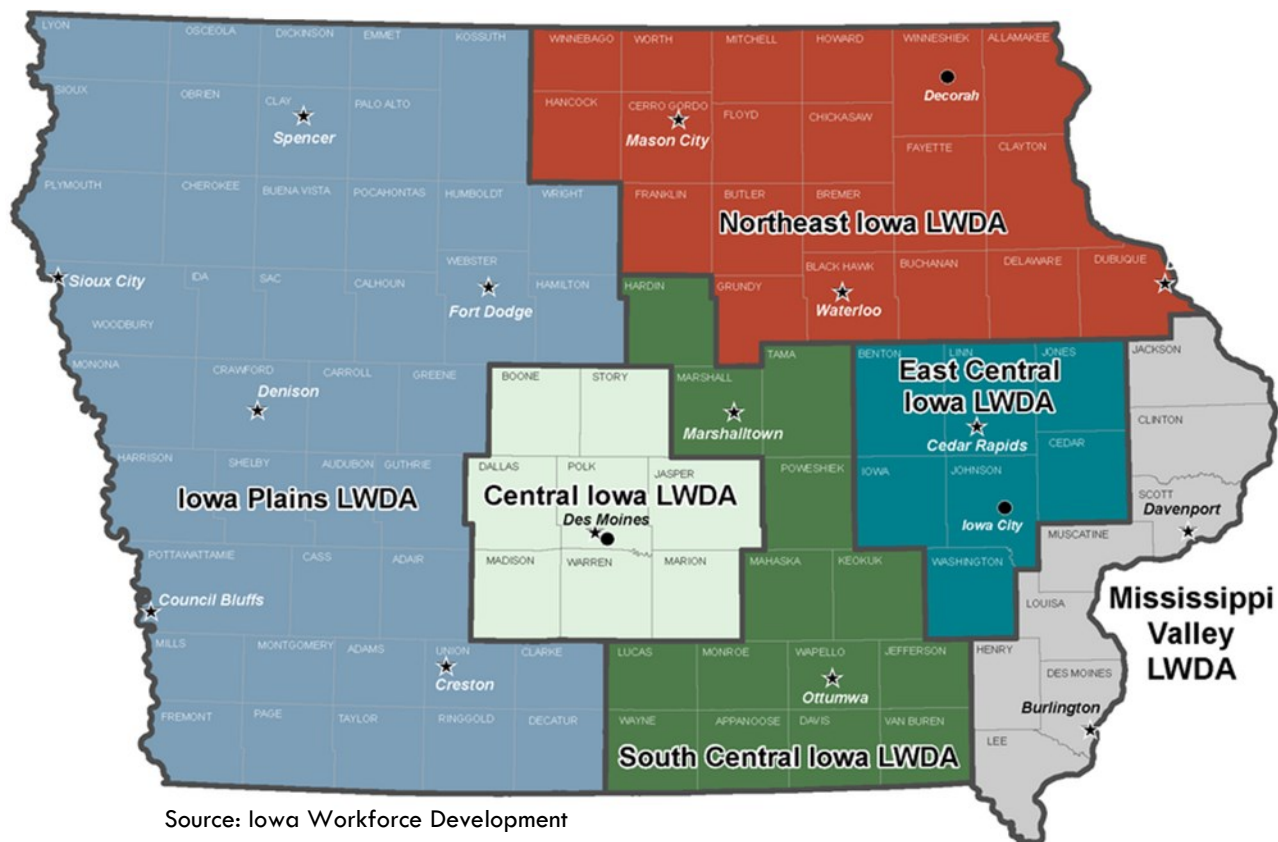 LYON
OSCEOLA
DICKINSON
EMMET
KOSSUTH
WINNEBAGO
WORTH
MITCHELL
HOWARD
WINNESHIEK
ALLAMAKEE
SIOUX
OBRIEN
CLAY
PALO ALTO
Spencer
HANCOCK
CERRO GORDO
Mason City
FLOYD
CHICKASAW
Decorah
FAYETTE
CLAYTON
PLYMOUTH
CHEROKEE
BUENA VISTA
POCAHONTAS
HUMBOLDT
WRIGHT
FRANKLIN
BUTLER
BREMER
Northeast Iowa LWDA
Sioux City
WOODBURY
IDA
SAC
CALHOUN
WEBSTER
Fort Dodge
HAMILTON
HARDIN
GRUNDY
BLACK HAWK
Waterloo
BUCHANAN
DELAWARE
DUBUQUE
MONONA
CRAWFORD
Denison
CARROLL
GREENE
BOONE
STORY
MARSHALL
Marshalltown
TAMA
BENTON
LINN
JONES
East Central
Iowa LWDA
Cedar Rapids
JACKSON
CLINTON
HARRISON
SHELBY
AUDUBON
GUTHRIE
Iowa Plains LWDA
DALLAS
POLK
JASPER
Central Iowa LWDA
Des Moines
POWESHIEK
IOWA
JOHNSON
Iowa City
CEDAR
SCOTT
Davenport
MUSCATINE
POTTAWATTAMIE
Council Bluffs
CASS
ADAIR
MADISON
WARREN
MARION
MAHASKA
KEOKUK
WASHINGTON
LOUISA
Mississippi
Valley
LWDA
MILLS
MONTGOMERY
ADAMS
UNION
Creston
CLARKE
LUCAS
MONROE
WAPELLO
Ottumwa
JEFFERSON
HENRY
DES MOINES
Burlington
FREMONT
PAGE
TAYLOR
RINGGOLD
DECATUR
WAYNE
APPANOOSE
DAVIS
VAN BUREN
LEE
South Central Iowa LWDA
Source: Iowa Workforce Development